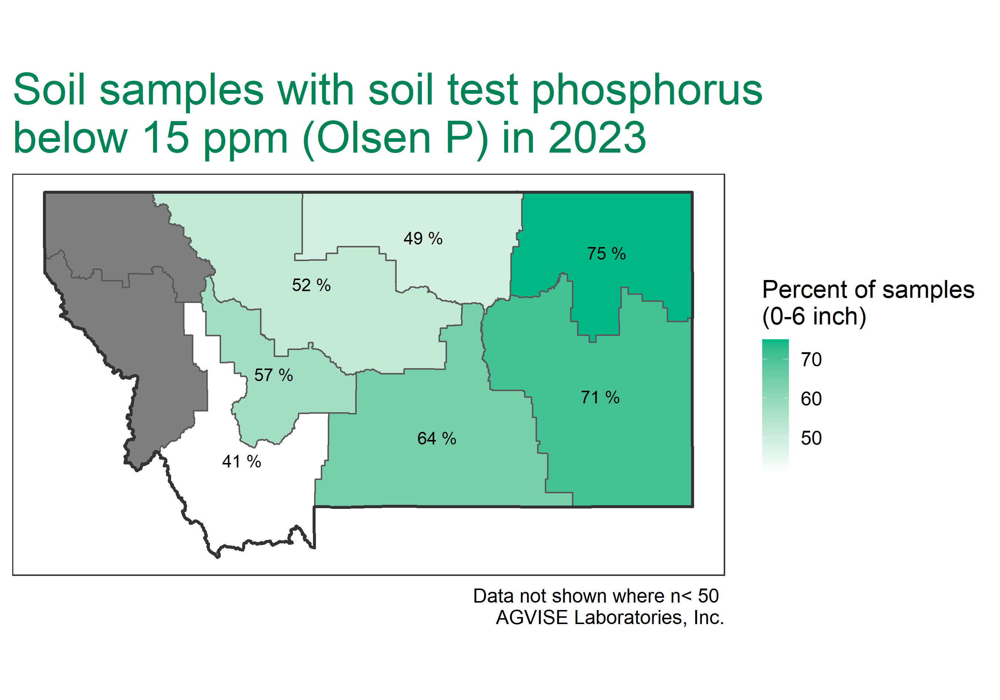 Soil samples with soil test phosphorus
below 15 ppm (Olsen P) in 2023
49 %
75 %
52 %
57 %
71 %
64 %
41 %
Percent of samples
(0-6 inch)
70
60
50
Data not shown where n< 50
AGVISE Laboratories, Inc.